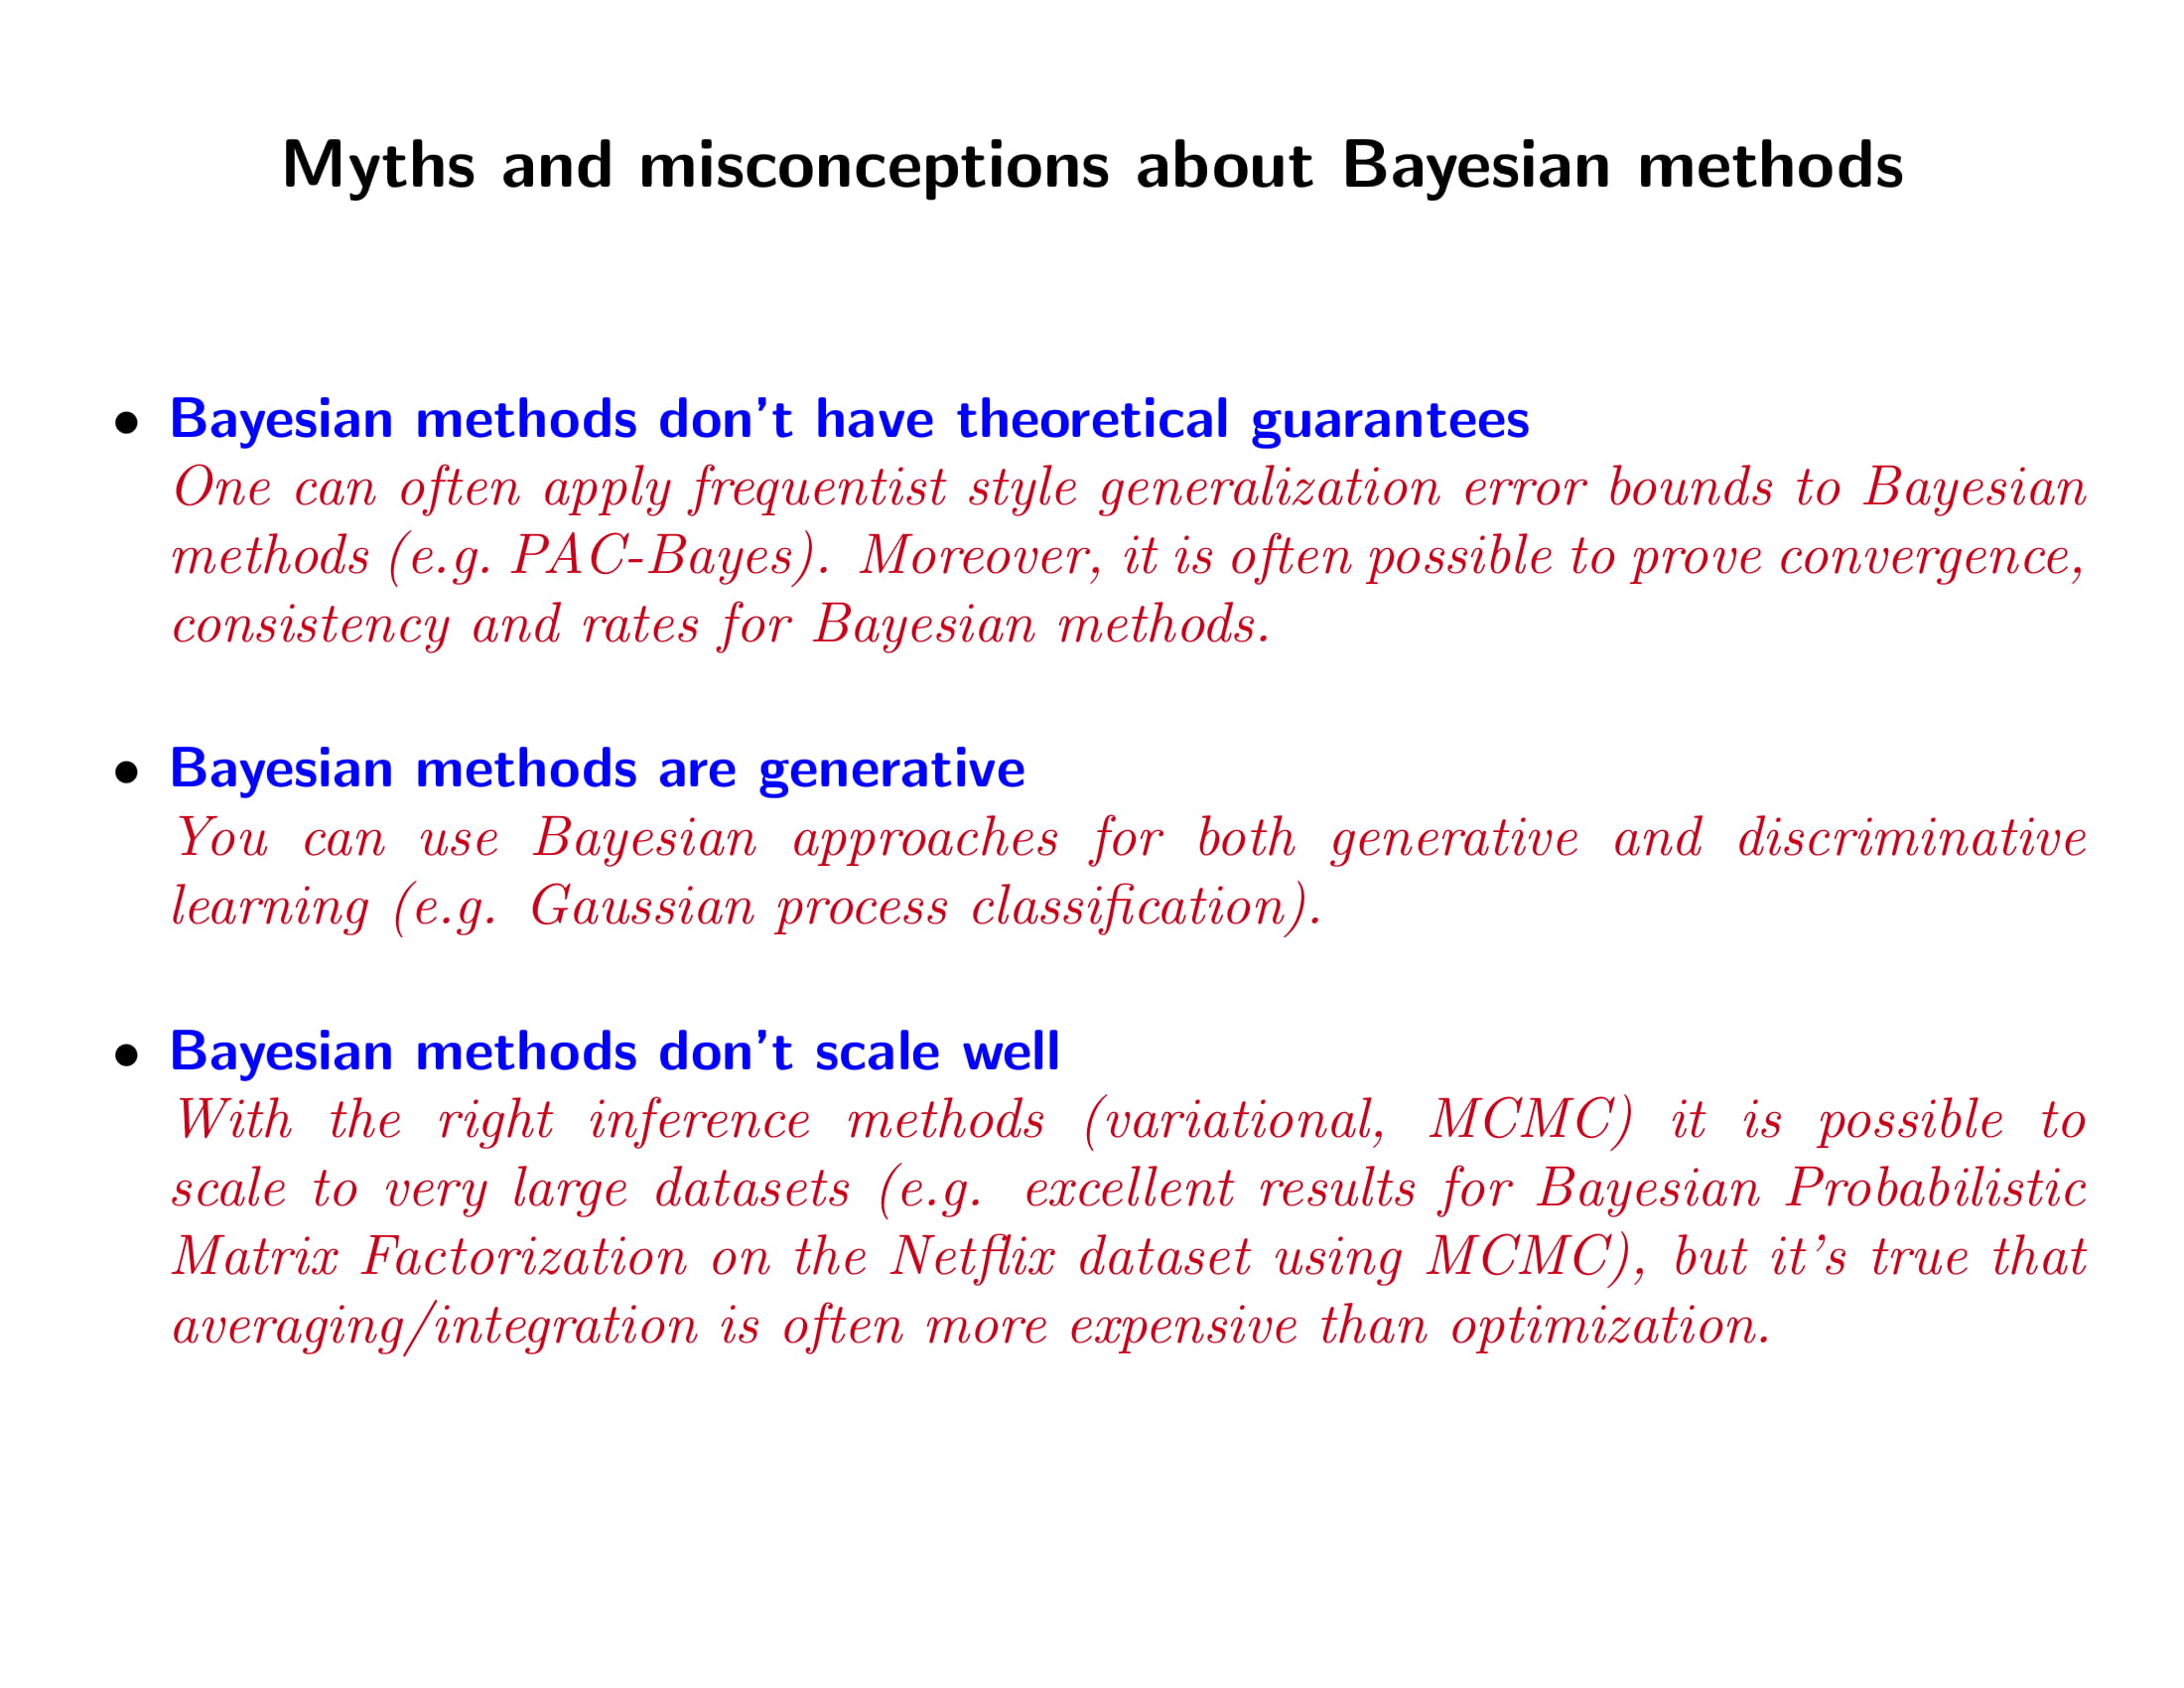 Myths and misconceptions about Bayesian methods
• Bayesian methods don't have theoretical guarantees
One can often apply frequentist style generalization error bounds to Bayesian
methods (e.g. PAC-Bayes). Moreover, it is often possible to prove convergence,
consistency and rates for Bayesian methods.
• Bayesian methods are generative
You can use Bayesian approaches for both generative and discriminative
learning (e.g. Gaussian process classification).
• Bayesian methods don't scale well
With the right inference methods (variational, MCMC) it is possible to
scale to very large datasets (e.g. excellent results for Bayesian Probabilistic
Matrix Factorization on the Netflix dataset using MCMC), but it's true that
averaging/integration is often more expensive than optimization.